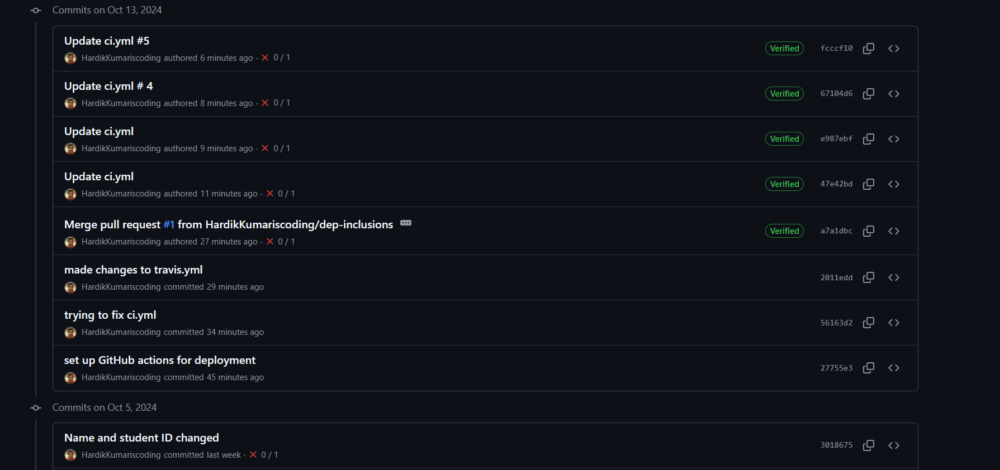 Commits on Oct 13, 2024
Update ci.yml #5
HardikKumariscoding authored 6 minutes ago · 0 / 1
Verified fcccf10
Update ci.yml # 4
HardikKumariscoding authored 8 minutes ago · 0 / 1
Verified 67104d6
Update ci.yml
HardikKumariscoding authored 9 minutes ago · 0 / 1
Verified e987ebf
Update ci.yml
HardikKumariscoding authored 11 minutes ago · 0 / 1
Verified 47e42bd
Merge pull request #1 from HardikKumariscoding/dep-inclusions
HardikKumariscoding authored 27 minutes ago · 0 / 1
Verified a7a1dbc
made changes to travis.yml
HardikKumariscoding committed 29 minutes ago
2011edd
trying to fix ci.yml
HardikKumariscoding committed 34 minutes ago
56163d2
set up GitHub actions for deployment
HardikKumariscoding committed 45 minutes ago
27755e3
Commits on Oct 5, 2024
Name and student ID changed
HardikKumariscoding committed last week · 0 / 1
3018675